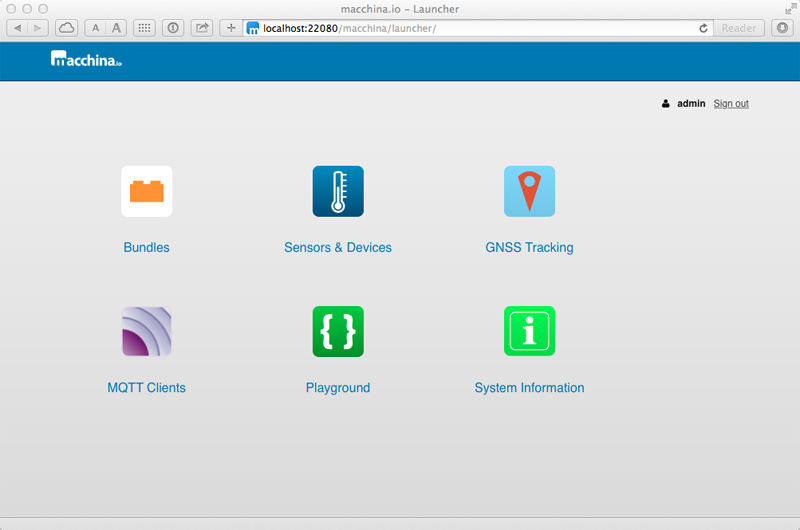 macchina.io – Launcher
A A
localhost:22080/macchina/launcher/
Reader
macchina.io
admin Sign out
Bundles Sensors & Devices GNSS Tracking
MQTT Clients Playground System Information